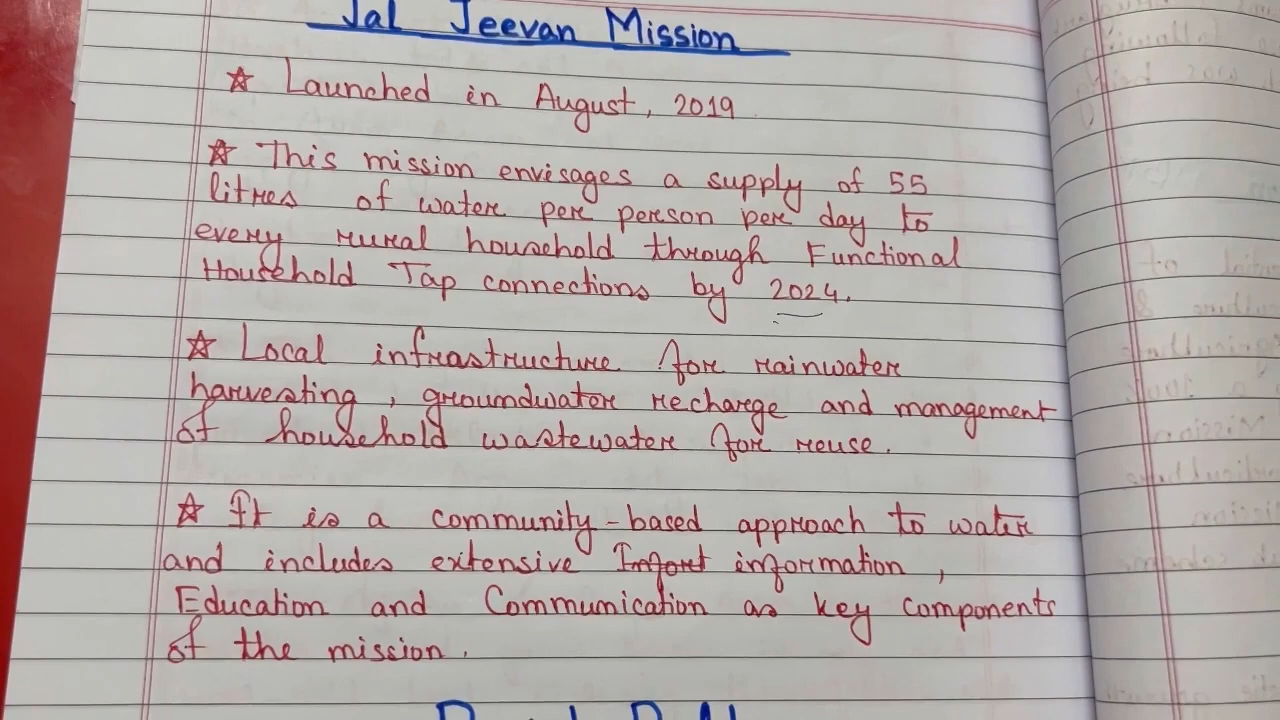 Jal Jeevan Mission
☆ Launched in August, 2019
☆ This mission envisages a supply of 55
litres of water per person per day to
every rural household through Functional
Household Tap connections by 2024.
☆ Local infrastructure for rainwater
harvesting, groundwater recharge and management
of household wastewater for reuse.
☆ It is a community-based approach to water
and includes extensive information,
Education and Communication as key components
of the mission.